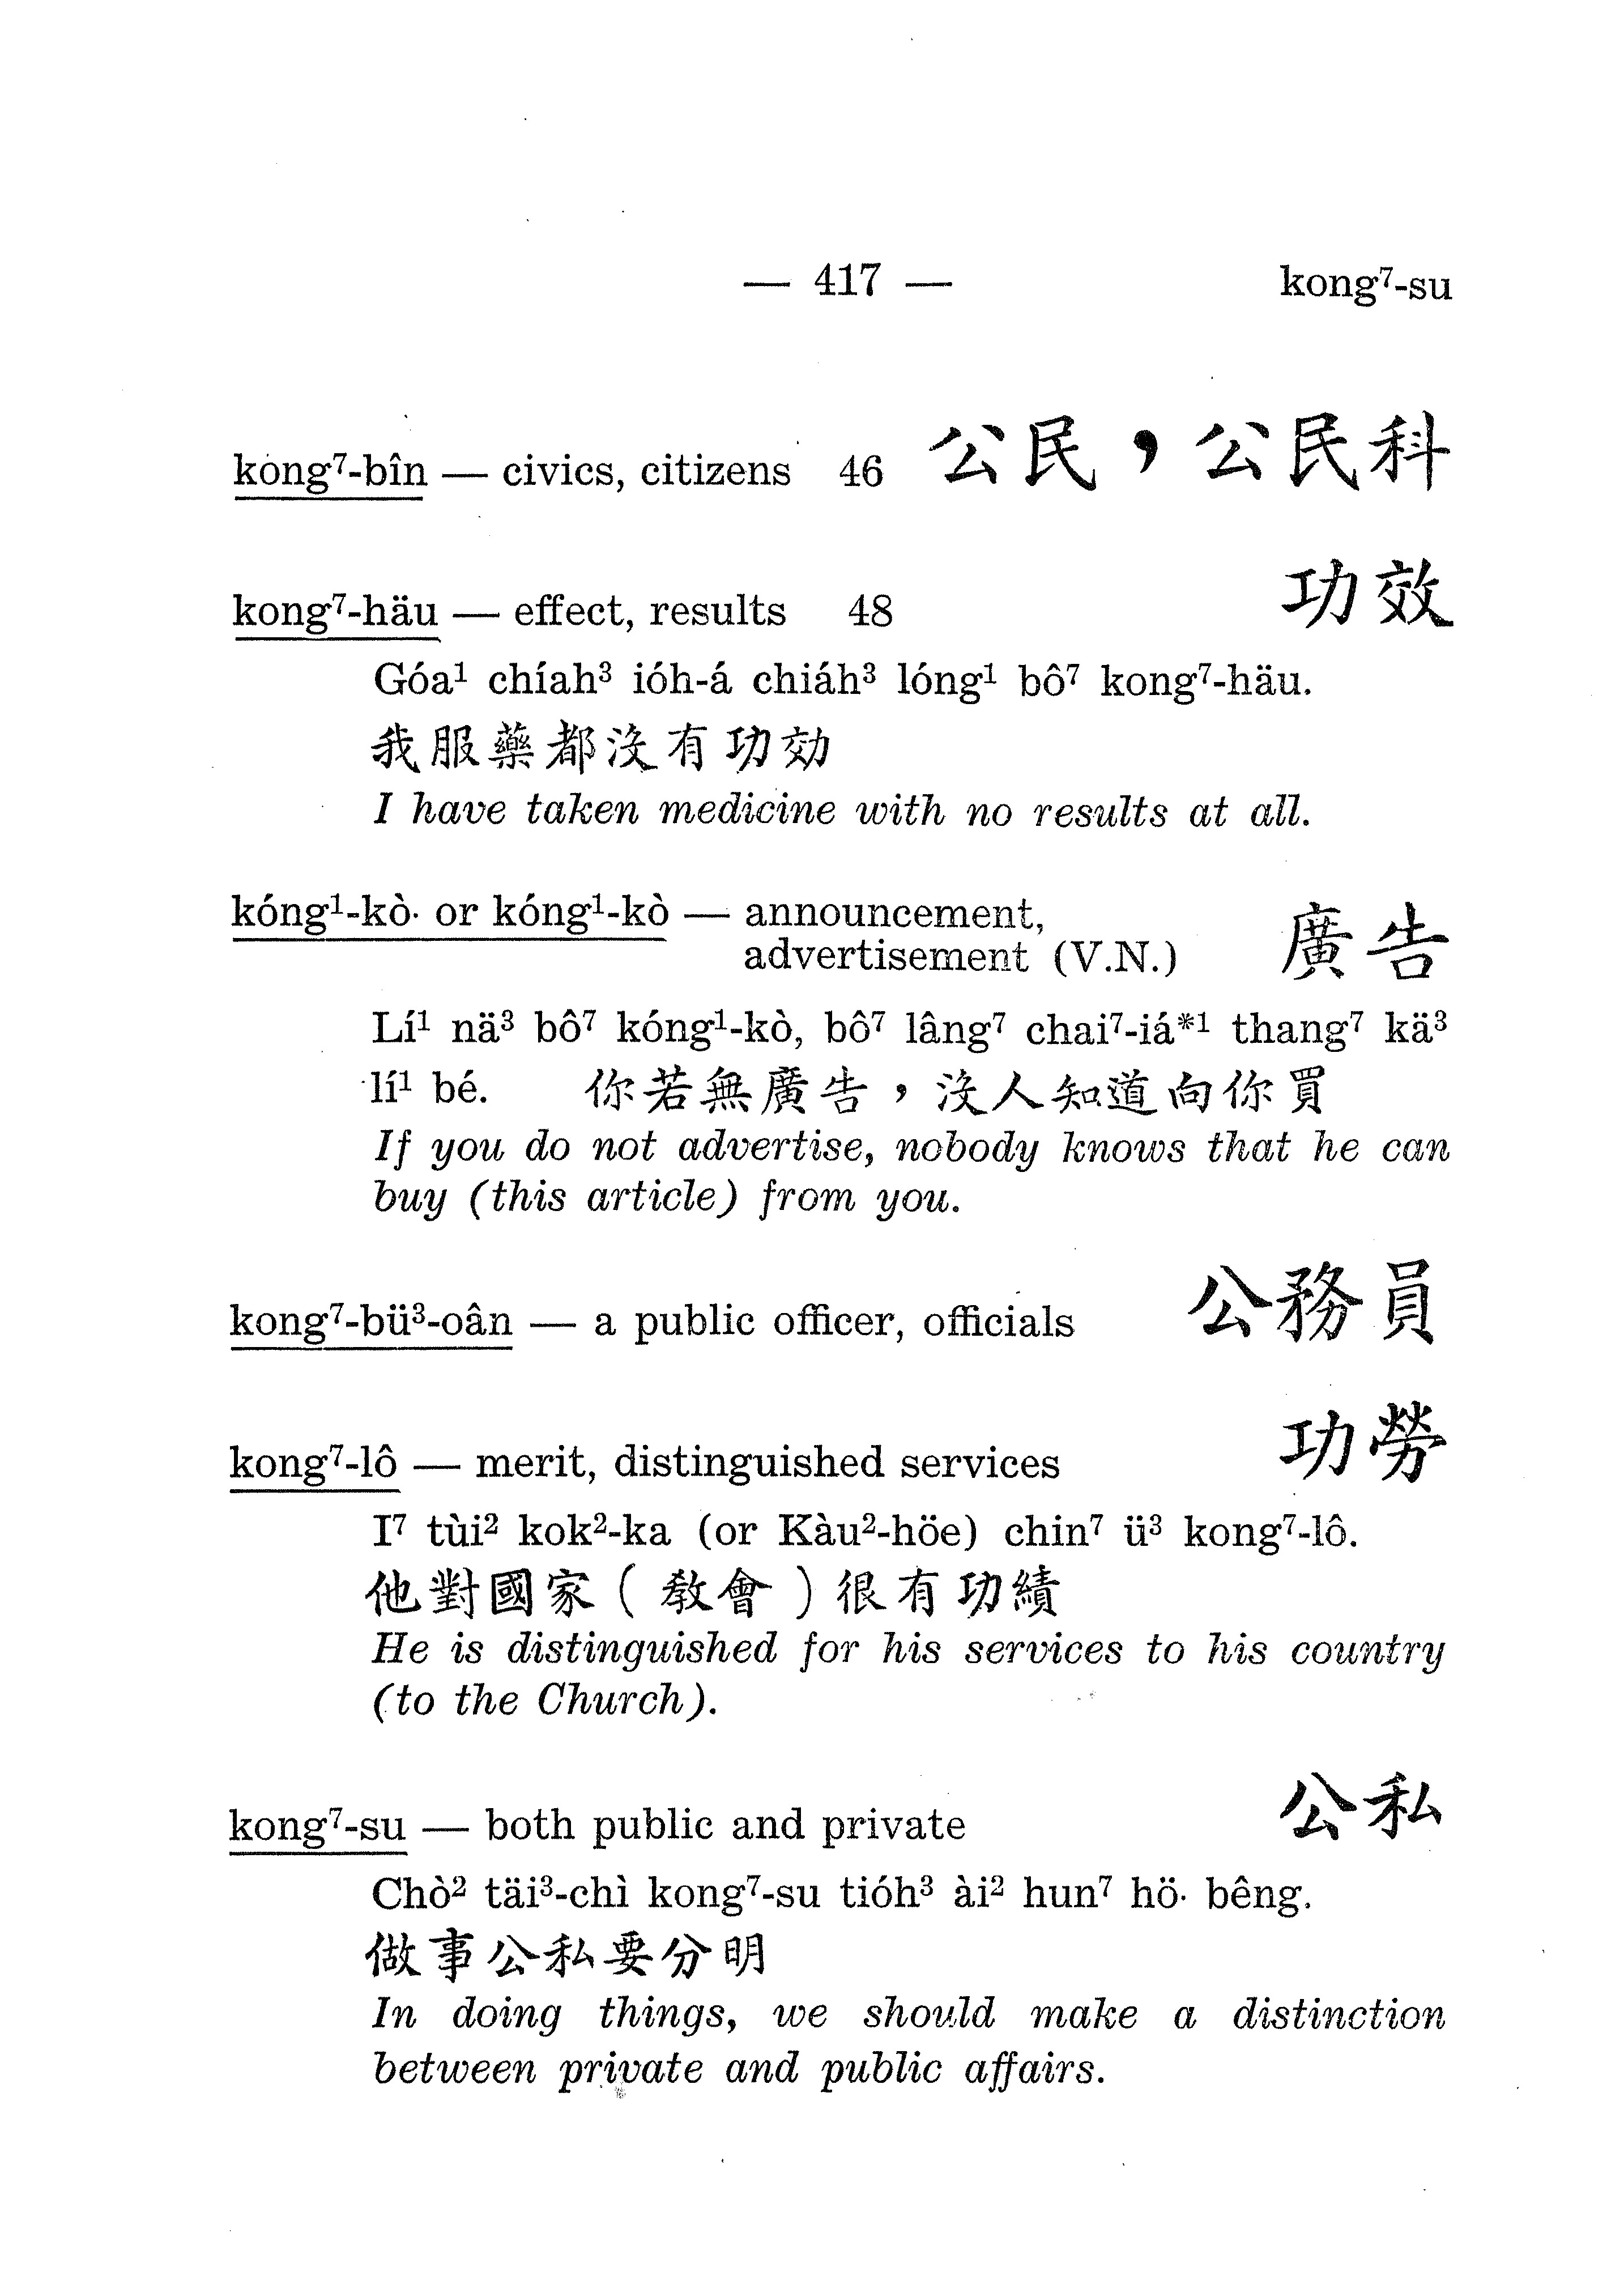 — 417 — kong⁷-su
kong⁷-bîn — civics, citizens 46 公民，公民科
kong⁷-häu — effect, results 48 功效
Góa¹ chíah³ ióh-á chiáh³ lóng¹ bô⁷ kong⁷-häu.
我服藥都沒有功効
I have taken medicine with no results at all.
kóng¹-kò· or kóng¹-kò — announcement,
advertisement (V.N.) 廣告
Lí¹ nä³ bô⁷ kóng¹-kò, bô⁷ lâng⁷ chai⁷-iá*¹ thang⁷ kä³
lí¹ bé. 你若無廣告，沒人知道向你買
If you do not advertise, nobody knows that he can
buy (this article) from you.
kong⁷-bü³-oân — a public officer, officials 公務員
kong⁷-lô — merit, distinguished services 功勞
I⁷ tùi² kok²-ka (or Kàu²-höe) chin⁷ ü³ kong⁷-lô.
他對國家（教會）很有功績
He is distinguished for his services to his country
(to the Church).
kong⁷-su — both public and private 公私
Chò² täi³-chì kong⁷-su tióh³ ài² hun⁷ hö· bêng.
做事公私要分明
In doing things, we should make a distinction
between private and public affairs.